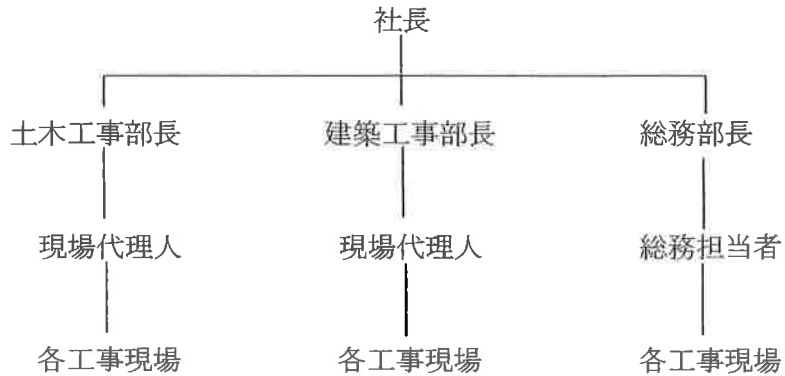 社長
土木工事部長 建築工事部長 総務部長
現場代理人 現場代理人 総務担当者
各工事現場 各工事現場 各工事現場